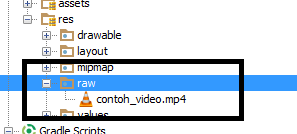 assets
res
drawable
layout
mipmap
raw
contoh_video.mp4
values
Gradle Scripts